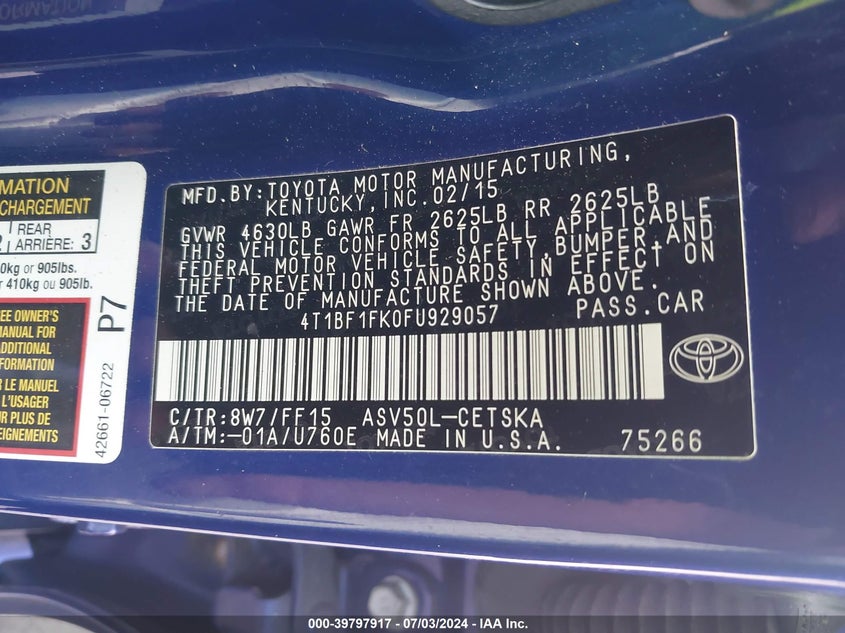 MATION
CHARGEMENT
REAR
ARRIÈRE: 3
0kg or 905lbs.
r 410kg ou 905lb.
EE OWNER'S
MANUAL FOR
ADDITIONAL
FORMATION
R LE MANUEL
L'USAGER
UR PLUS DE
EIGNEMENTS
P7
42661-06722
MFD.BY:TOYOTA MOTOR MANUFACTURING,
KENTUCKY, INC.02/15
GVWR 4630LB GAWR FR 2625LB RR 2625LB
THIS VEHICLE CONFORMS TO ALL APPLICABLE
FEDERAL MOTOR VEHICLE SAFETY,BUMPER,AND
THEFT PREVENTION STANDARDS IN EFFECT ON
THE DATE OF MANUFACTURE SHOWN ABOVE.
4T1BF1FK0FU929057 PASS.CAR
C/TR:8W7/FF15 ASV50L-CETSKA
A/TM:-01A/U760E MADE IN U.S.A. 75266
000-39797917 - 07/03/2024 - IAA Inc.